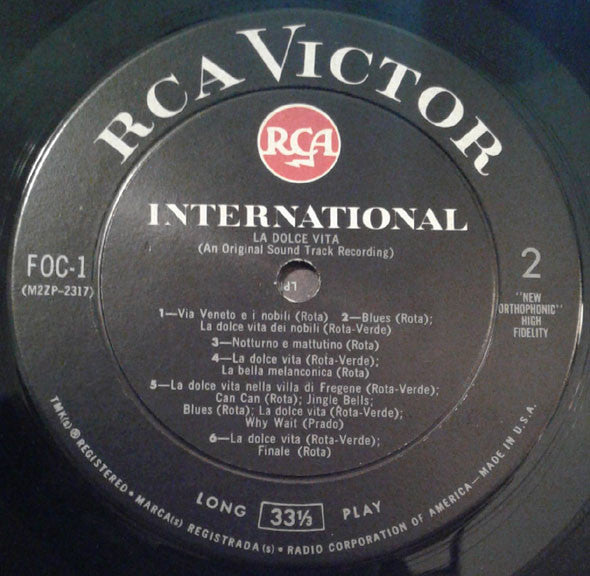 RCA VICTOR
RCA
INTERNATIONAL
LA DOLCE VITA
(An Original Sound Track Recording)
FOC-1
(M2ZP-2317)
2
"NEW
ORTHOPHONIC"
HIGH
FIDELITY
1—Via Veneto e i nobili (Rota) 2—Blues (Rota);
La dolce vita dei nobili (Rota-Verde)
3—Notturno e mattutino (Rota)
4—La dolce vita (Rota-Verde);
La bella melanconica (Rota)
5—La dolce vita nella villa di Fregene (Rota-Verde);
Can Can (Rota); Jingle Bells;
Blues (Rota); La dolce vita (Rota-Verde);
Why Wait (Prado)
6—La dolce vita (Rota-Verde);
Finale (Rota)
LONG 33⅓ PLAY
TMK(s) ® REGISTERED • MARCA(s) REGISTRADA(s) • RADIO CORPORATION OF AMERICA—MADE IN U.S.A.